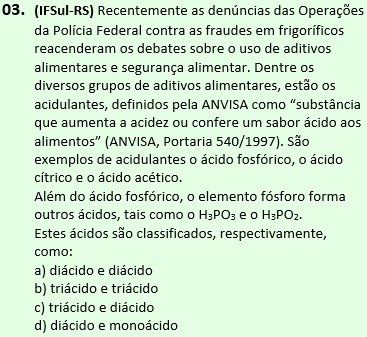 03. (IFSul-RS) Recentemente as denúncias das Operações
da Polícia Federal contra as fraudes em frigoríficos
reacenderam os debates sobre o uso de aditivos
alimentares e segurança alimentar. Dentre os
diversos grupos de aditivos alimentares, estão os
acidulantes, definidos pela ANVISA como “substância
que aumenta a acidez ou confere um sabor ácido aos
alimentos” (ANVISA, Portaria 540/1997). São
exemplos de acidulantes o ácido fosfórico, o ácido
cítrico e o ácido acético.
Além do ácido fosfórico, o elemento fósforo forma
outros ácidos, tais como o H₃PO₃ e o H₃PO₂.
Estes ácidos são classificados, respectivamente,
como:
a) diácido e diácido
b) triácido e triácido
c) triácido e diácido
d) diácido e monoácido